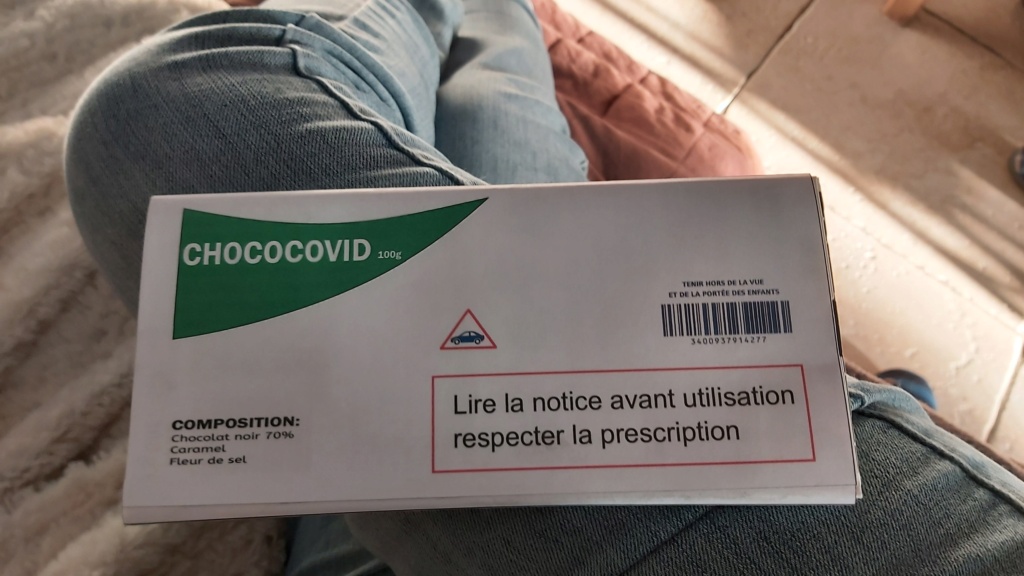 CHOCOCOVID 100g
TENIR HORS DE LA VUE
ET DE LA PORTÉE DES ENFANTS
3400937914277
Lire la notice avant utilisation
respecter la prescription
COMPOSITION:
Chocolat noir 70%
Caramel
Fleur de sel